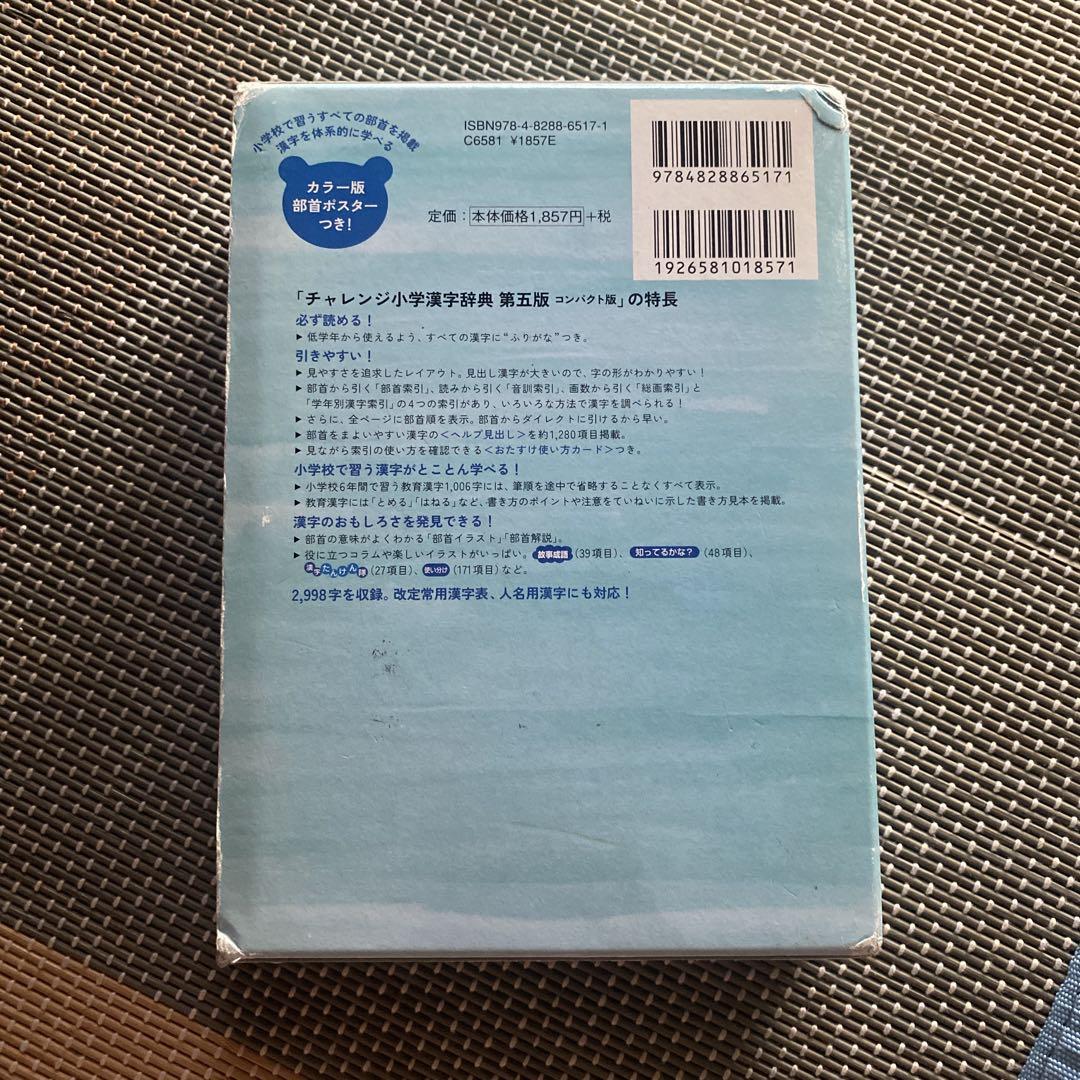 小学校で習うすべての部首を掲載
漢字を体系的に学べる
カラー版
部首ポスター
つき！
ISBN978-4-8288-6517-1
C6581 ¥1857E
定価：本体価格1,857円+税
9784828865171
1926581018571
「チャレンジ小学漢字辞典 第五版 コンパクト版」の特長
必ず読める！
▶ 低学年から使えるよう、すべての漢字に“ふりがな”つき。
引きやすい！
▶ 見やすさを追求したレイアウト。見出し漢字が大きいので、字の形がわかりやすい！
▶ 部首から引く「部首索引」、読みから引く「音訓索引」、画数から引く「総画索引」と
「学年別漢字索引」の4つの索引があり、いろいろな方法で漢字を調べられる！
▶ さらに、全ページに部首順を表示。部首からダイレクトに引けるから早い。
▶ 部首をまよいやすい漢字の＜ヘルプ見出し＞を約1,280項目掲載。
▶ 見ながら索引の使い方を確認できる＜おたすけ使い方カード＞つき。
小学校で習う漢字がとことん学べる！
▶ 小学校6年間で習う教育漢字1,006字には、筆順を途中で省略することなくすべて表示。
▶ 教育漢字には「とめる」「はねる」など、書き方のポイントや注意をていねいに示した書き方見本を掲載。
漢字のおもしろさを発見できる！
▶ 部首の意味がよくわかる「部首イラスト」「部首解説」。
▶ 役に立つコラムや楽しいイラストがいっぱい。故事成語（39項目）、知ってるかな？（48項目）、
漢字たんけん隊（27項目）、使い分け（171項目）など。
2,998字を収録。改定常用漢字表、人名用漢字にも対応！